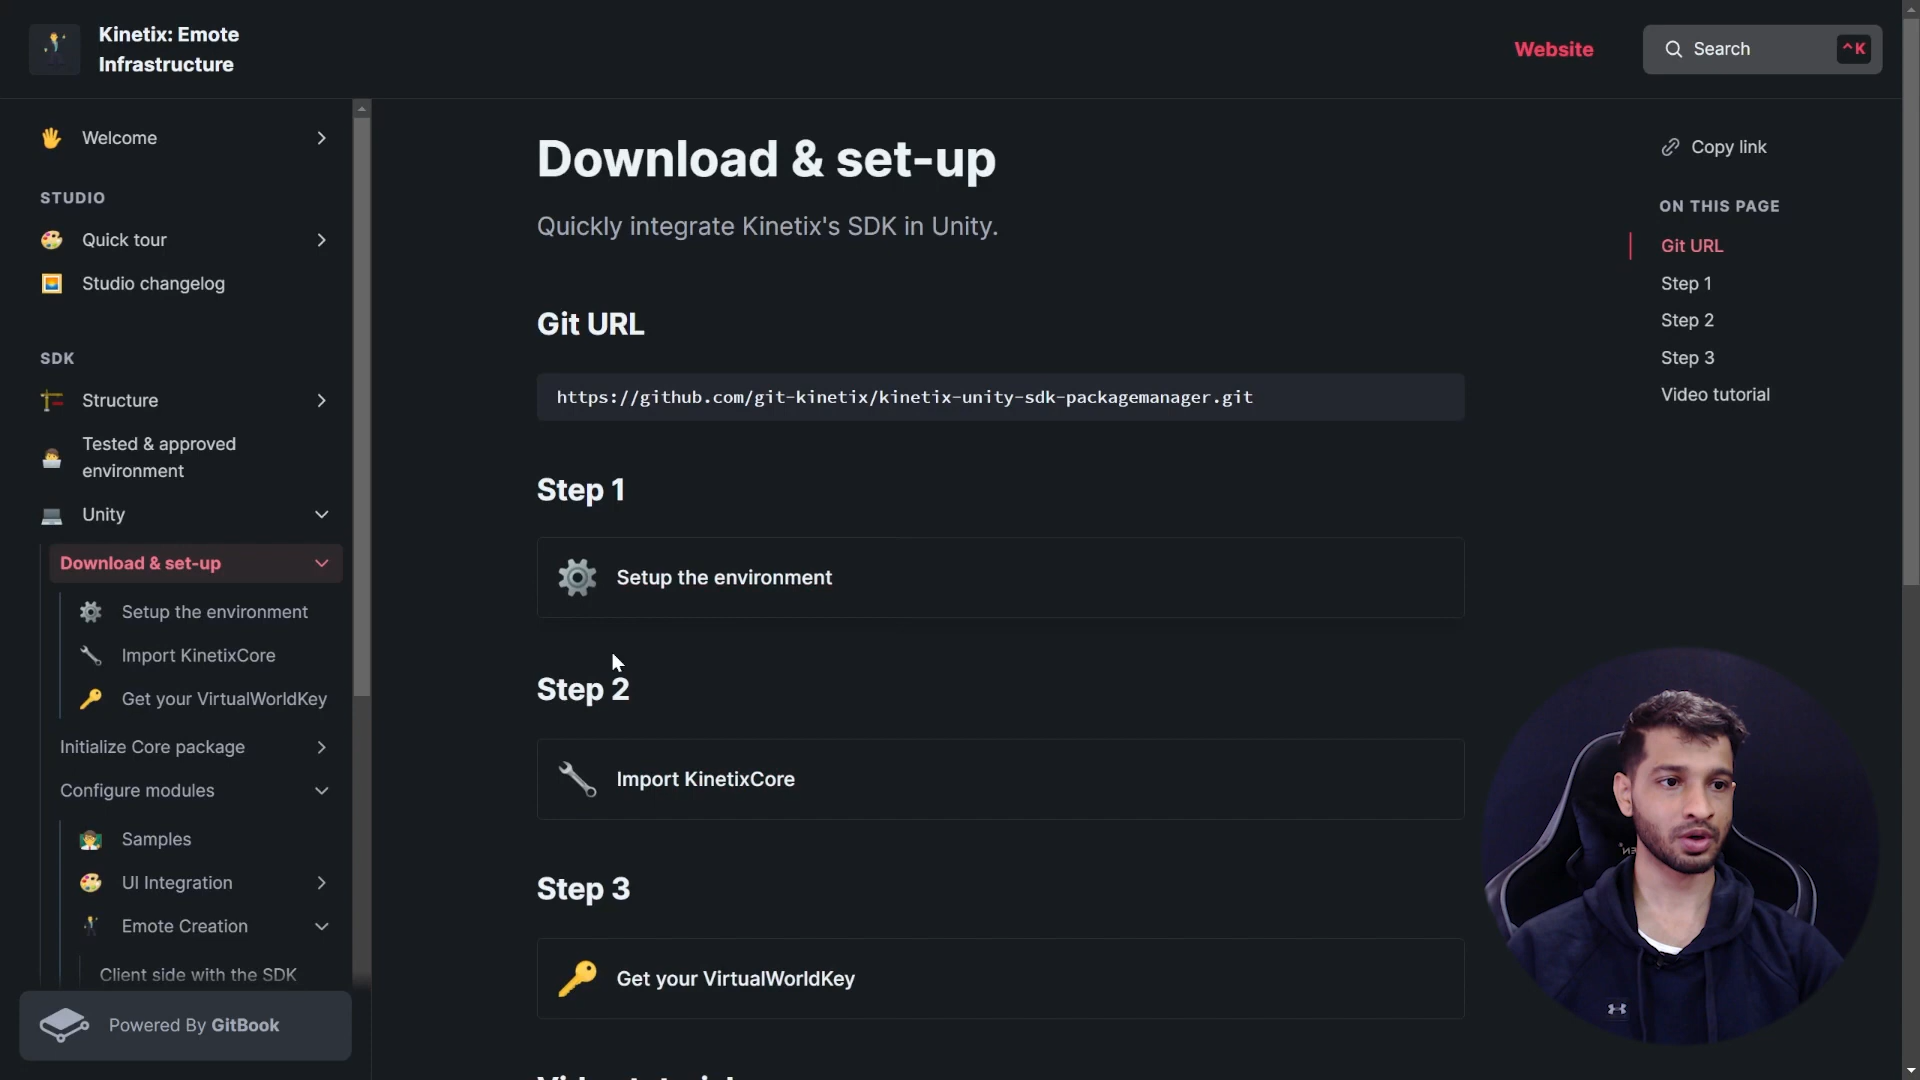 Kinetix: Emote
Infrastructure
Website
Search
^K
Welcome
STUDIO
Quick tour
Studio changelog
SDK
Structure
Tested & approved
environment
Unity
Download & set-up
Setup the environment
Import KinetixCore
Get your VirtualWorldKey
Initialize Core package
Configure modules
Samples
UI Integration
Emote Creation
Client side with the SDK
Powered By GitBook
Download & set-up
Quickly integrate Kinetix's SDK in Unity.
Git URL
https://github.com/git-kinetix/kinetix-unity-sdk-packagemanager.git
Step 1
Setup the environment
Step 2
Import KinetixCore
Step 3
Get your VirtualWorldKey
Video tutorial
Copy link
ON THIS PAGE
Git URL
Step 1
Step 2
Step 3
Video tutorial